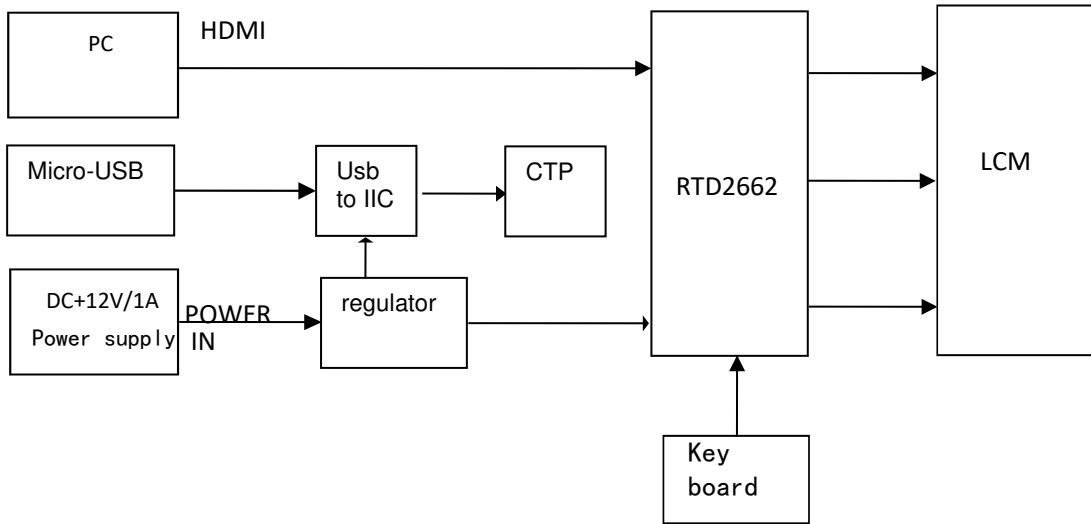 PC
HDMI
Micro-USB
Usb
to IIC
CTP
RTD2662
LCM
DC+12V/1A
Power supply
POWER
IN
regulator
Key
board